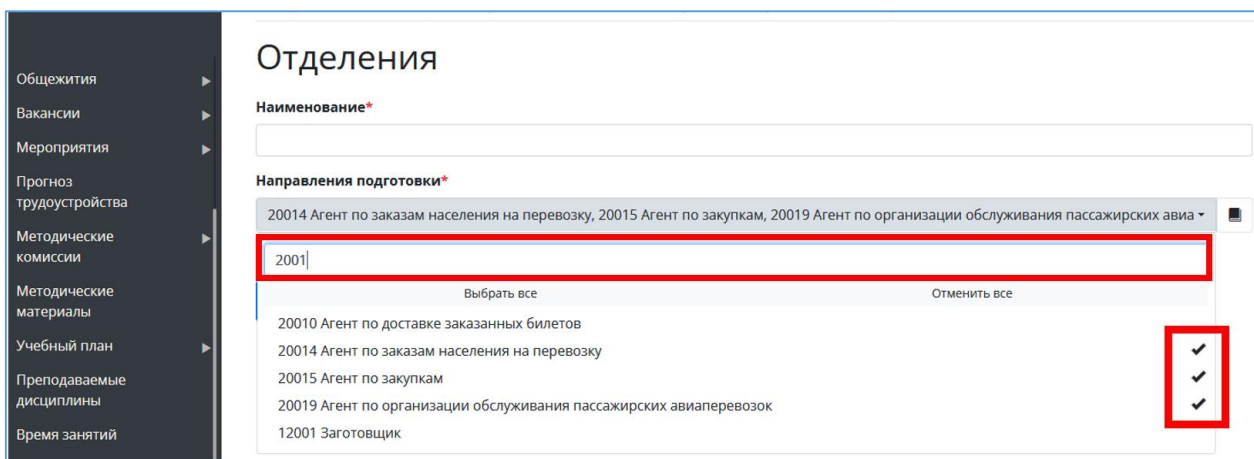 Общежития
Вакансии
Мероприятия
Прогноз
трудоустройства
Методические
комиссии
Методические
материалы
Учебный план
Преподаваемые
дисциплины
Время занятий
Отделения
Наименование*
Направления подготовки*
20014 Агент по заказам населения на перевозку, 20015 Агент по закупкам, 20019 Агент по организации обслуживания пассажирских авиа
2001
Выбрать все Отменить все
20010 Агент по доставке заказанных билетов
20014 Агент по заказам населения на перевозку
20015 Агент по закупкам
20019 Агент по организации обслуживания пассажирских авиаперевозок
12001 Заготовщик